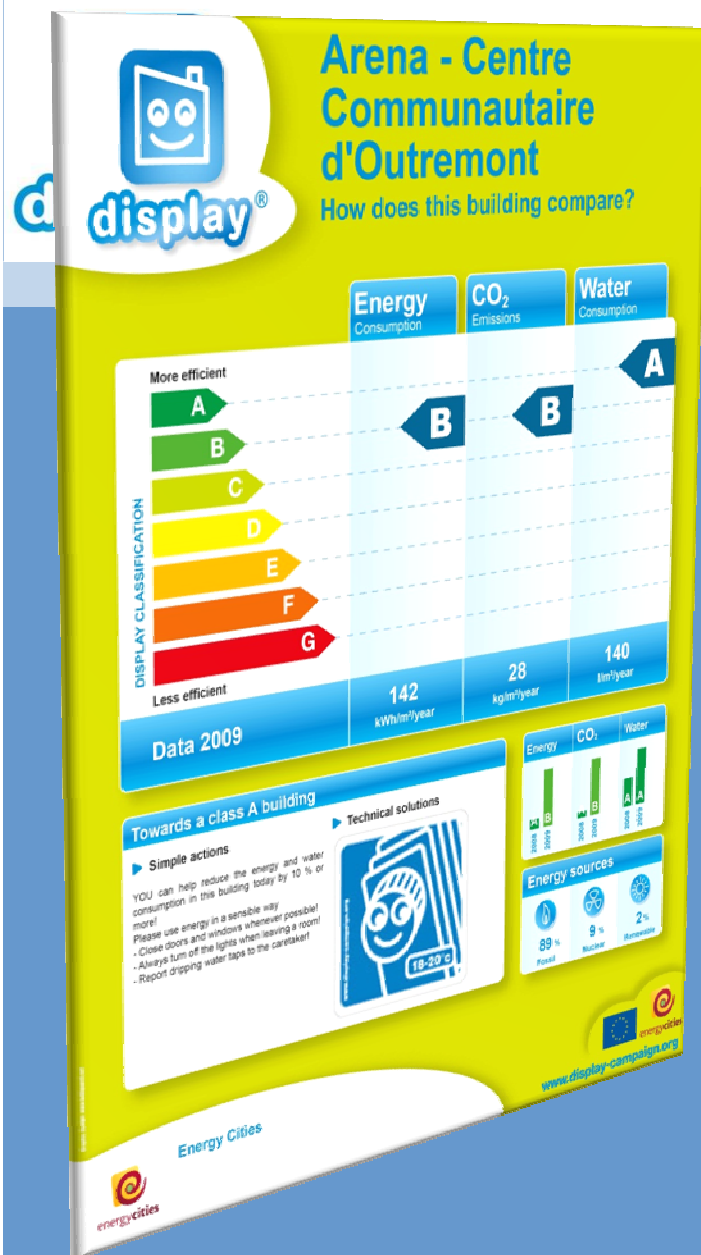 Arena - Centre
Communautaire
d'Outremont
How does this building compare?
d
display®
Energy
Consumption
CO₂
Emissions
Water
Consumption
More efficient
A
B
C
D
E
F
G
Less efficient
DISPLAY CLASSIFICATION
B
B
A
Data 2009
142
kWh/m²/year
28
kg/m²/year
140
l/m²/year
Towards a class A building
Simple actions
YOU can help reduce the energy and water
consumption in this building today by 10 % or
more!
Please use energy in a sensible way
- Close doors and windows whenever possible!
- Always turn off the lights when leaving a room!
- Report dripping water taps to the caretaker!
Technical solutions
18-20°c
Energy
CO₂
Water
B
B
A
A
2008
2009
2008
2009
2008
2009
Energy sources
89 %
Fossil
9 %
Nuclear
2 %
Renewable
energycities
www.display-campaign.org
Energy Cities
energycities